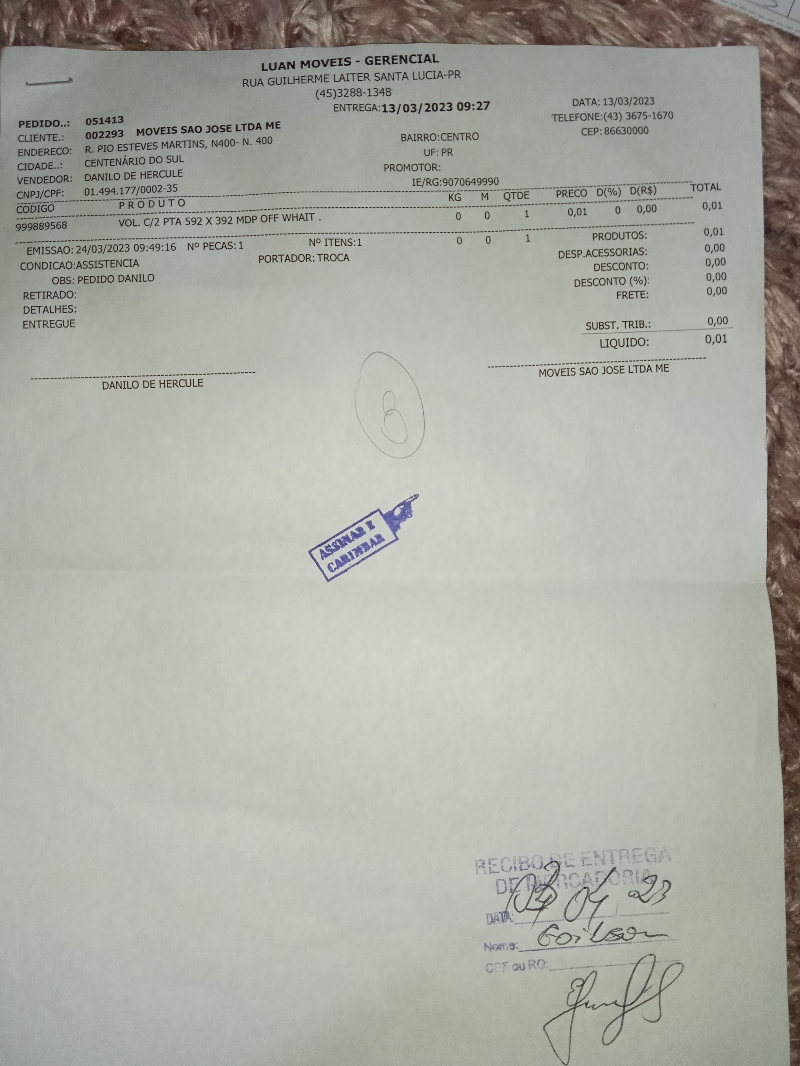 LUAN MOVEIS - GERENCIAL
RUA GUILHERME LAITER SANTA LUCIA-PR
(45)3288-1348
ENTREGA:13/03/2023 09:27
DATA: 13/03/2023
PEDIDO..: 051413
TELEFONE:(43) 3675-1670
CLIENTE.: 002293 MOVEIS SAO JOSE LTDA ME
BAIRRO:CENTRO
CEP: 86630000
ENDERECO: R. PIO ESTEVES MARTINS, N400- N. 400
UF: PR
CIDADE..: CENTENÁRIO DO SUL
PROMOTOR:
VENDEDOR: DANILO DE HERCULE
IE/RG:9070649990
CNPJ/CPF: 01.494.177/0002-35
CÓDIGO PRODUTO KG M QTDE PRECO D(%) D(R$) TOTAL
999889568 VOL. C/2 PTA 592 X 392 MDP OFF WHAIT . 0 0 1 0,01 0 0,00 0,01
EMISSAO: 24/03/2023 09:49:16 Nº PECAS:1 Nº ITENS:1 0 0 1 PRODUTOS: 0,01
CONDICAO:ASSISTENCIA PORTADOR: TROCA DESP.ACESSORIAS: 0,00
OBS: PEDIDO DANILO DESCONTO: 0,00
RETIRADO: DESCONTO (%): 0,00
DETALHES: FRETE: 0,00
ENTREGUE
SUBST. TRIB.: 0,00
LIQUIDO: 0,01
DANILO DE HERCULE
MOVEIS SAO JOSE LTDA ME
ASSINAR E
CARIMBAR
RECIBO DE ENTREGA
DE MERCADORIA
DATA: 04 23
Nome:
CPF ou RG: